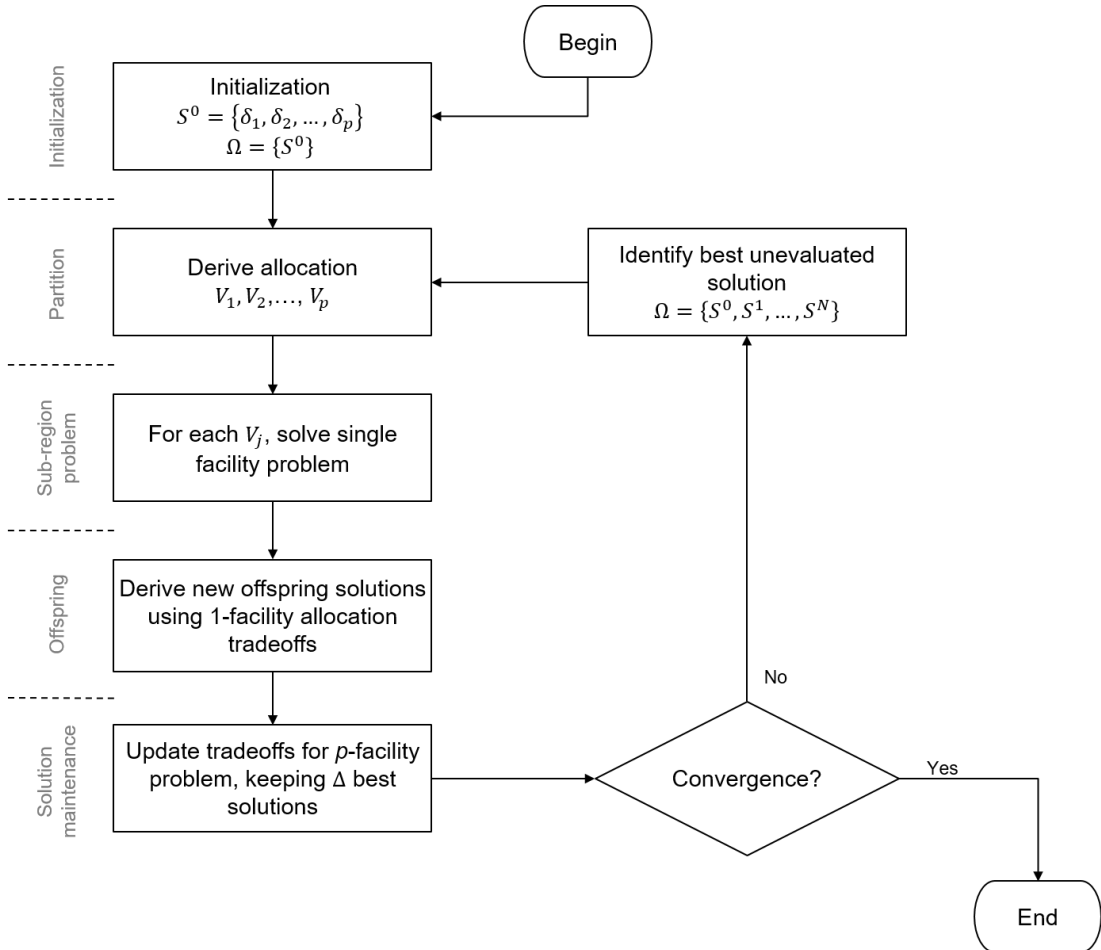 Begin
Initialization
Initialization
S⁰ = {δ₁, δ₂, …, δₚ}
Ω = {S⁰}
Partition
Derive allocation
V₁, V₂,…, Vₚ
Identify best unevaluated
solution
Ω = {S⁰, S¹, … , Sᴺ}
Sub-region
problem
For each Vⱼ, solve single
facility problem
Offspring
Derive new offspring solutions
using 1-facility allocation
tradeoffs
No
Solution
maintenance
Update tradeoffs for p-facility
problem, keeping Δ best
solutions
Convergence?
Yes
End